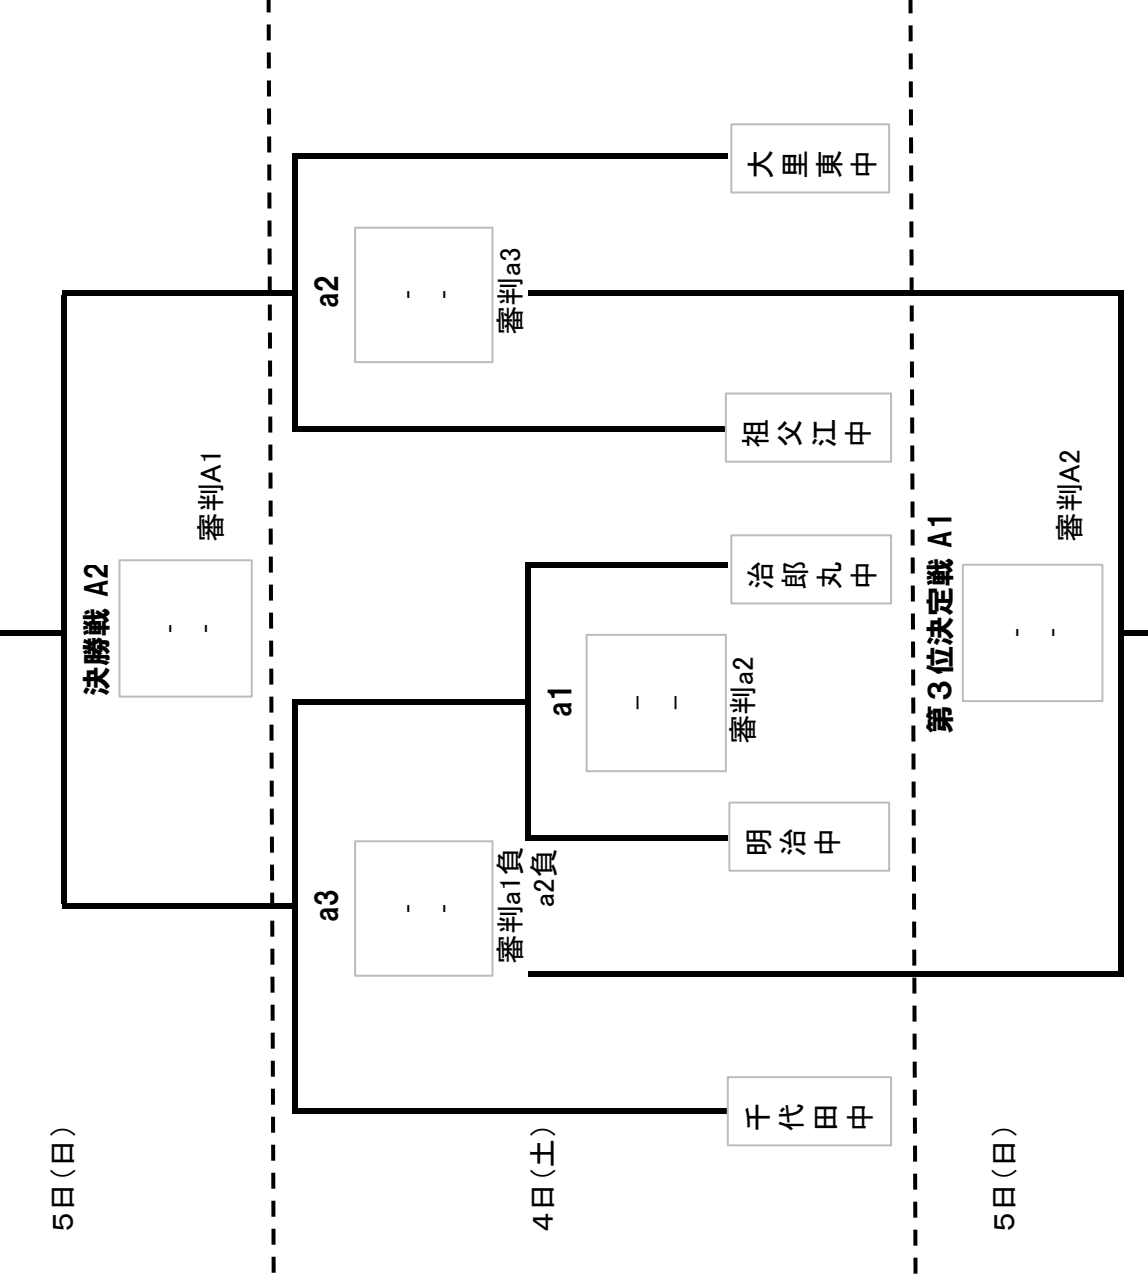 5日(日)
決勝戦 A2
-
-
審判A1
a3
a2
-
-
-
-
審判a1負
a2負
審判a3
4日(土)
a1
－
－
審判a2
千代田中
明治中
治郎丸中
祖父江中
大里東中
第３位決定戦 A1
5日(日)
-
-
審判A2